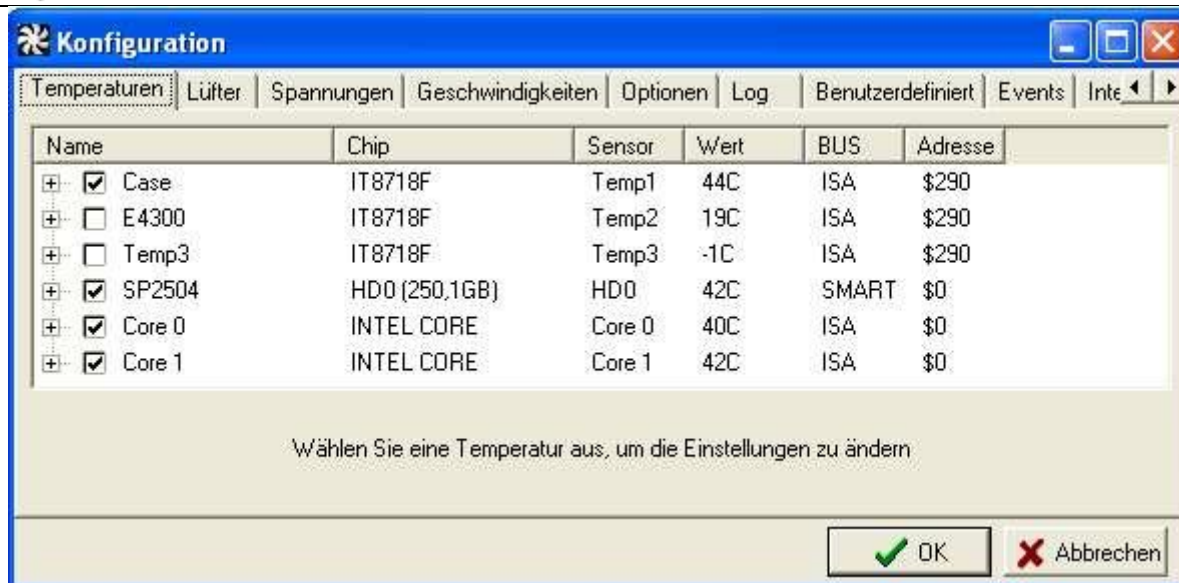 Konfiguration
Temperaturen Lüfter Spannungen Geschwindigkeiten Optionen Log Benutzerdefiniert Events Inte
Name Chip Sensor Wert BUS Adresse
Case IT8718F Temp1 44C ISA $290
E4300 IT8718F Temp2 19C ISA $290
Temp3 IT8718F Temp3 -1C ISA $290
SP2504 HD0 (250,1GB) HD0 42C SMART $0
Core 0 INTEL CORE Core 0 40C ISA $0
Core 1 INTEL CORE Core 1 42C ISA $0
Wählen Sie eine Temperatur aus, um die Einstellungen zu ändern
OK Abbrechen